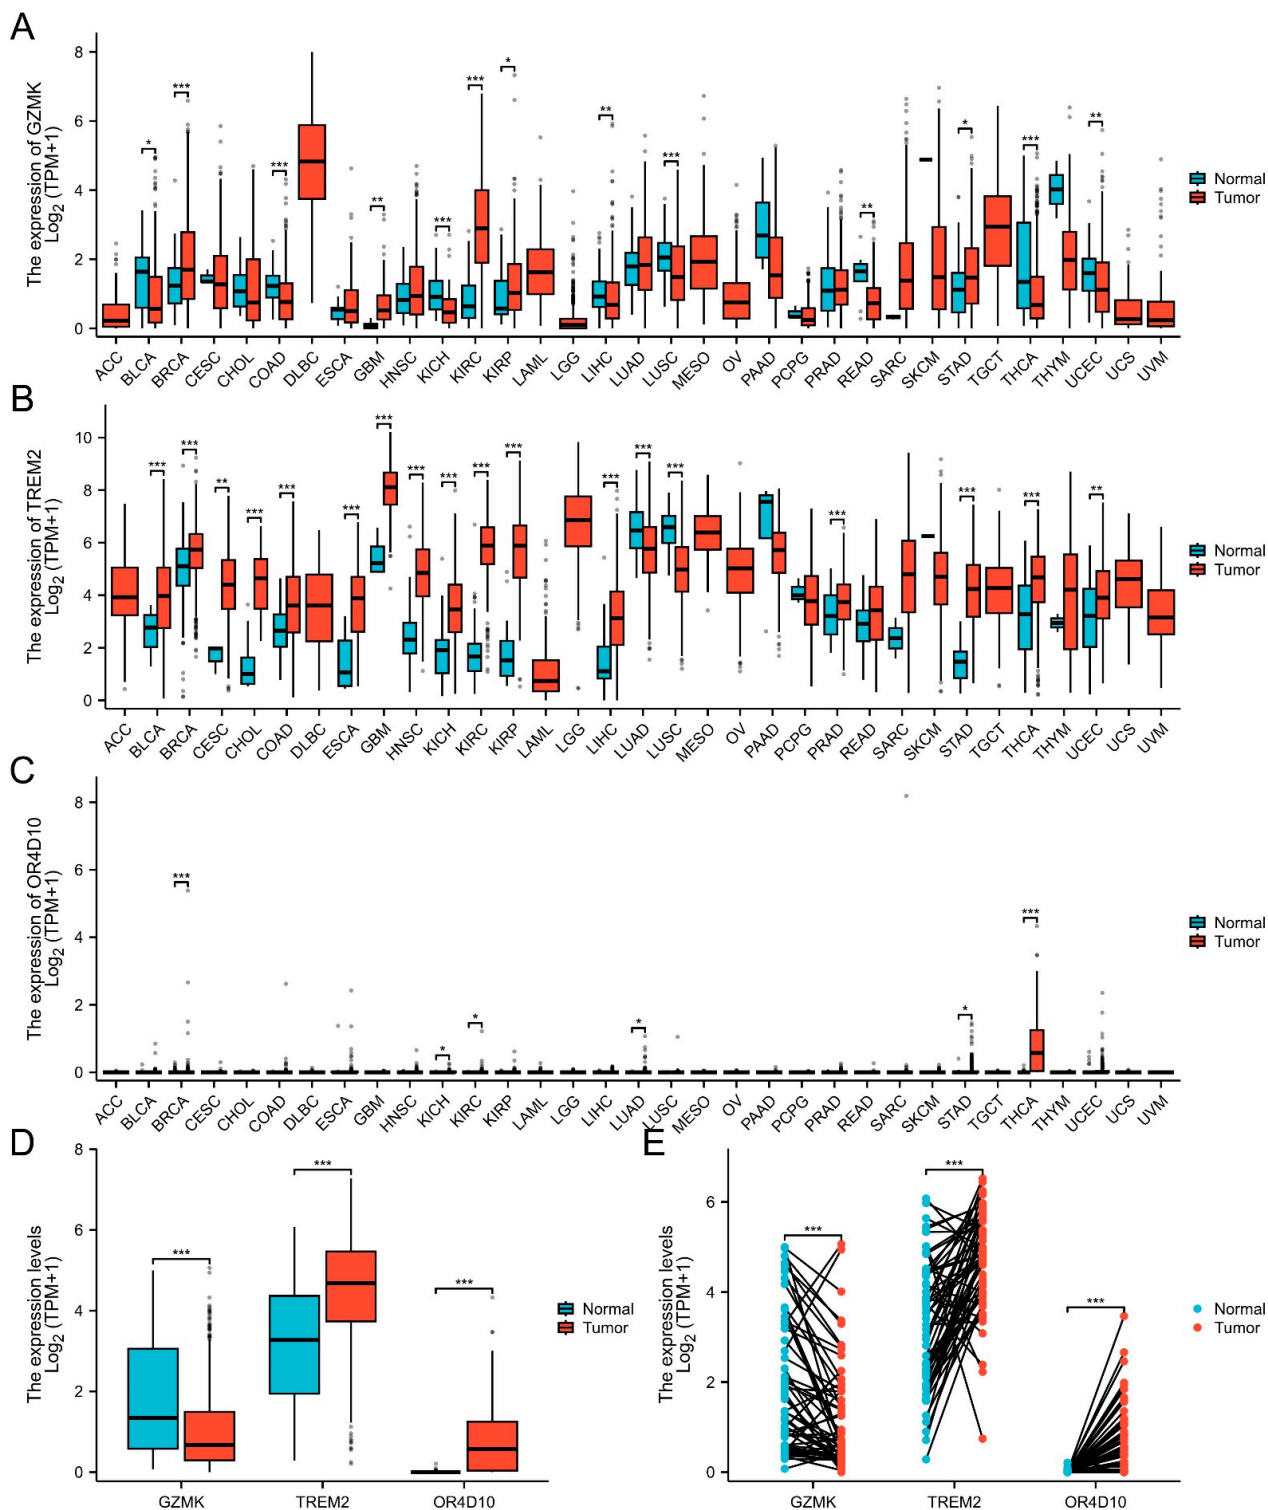 A
The expression of GZMK
Log2 (TPM+1)
8
6
4
2
0
* *** *** ** *** *** * ** *** ** * *** **
Normal
Tumor
ACC BLCA BRCA CESC CHOL COAD DLBC ESCA GBM HNSC KICH KIRC KIRP LAML LGG LIHC LUAD LUSC MESO OV PAAD PCPG PRAD READ SARC SKCM STAD TGCT THCA THYM UCEC UCS UVM
B
The expression of TREM2
Log2 (TPM+1)
10
8
6
4
2
0
*** *** ** *** *** *** *** *** *** *** *** *** *** *** *** *** *** **
Normal
Tumor
ACC BLCA BRCA CESC CHOL COAD DLBC ESCA GBM HNSC KICH KIRC KIRP LAML LGG LIHC LUAD LUSC MESO OV PAAD PCPG PRAD READ SARC SKCM STAD TGCT THCA THYM UCEC UCS UVM
C
The expression of OR4D10
Log2 (TPM+1)
8
6
4
2
0
*** * * * * ***
Normal
Tumor
ACC BLCA BRCA CESC CHOL COAD DLBC ESCA GBM HNSC KICH KIRC KIRP LAML LGG LIHC LUAD LUSC MESO OV PAAD PCPG PRAD READ SARC SKCM STAD TGCT THCA THYM UCEC UCS UVM
D
The expression levels
Log2 (TPM+1)
8
6
4
2
0
*** *** ***
Normal
Tumor
GZMK TREM2 OR4D10
E
The expression levels
Log2 (TPM+1)
6
4
2
0
*** *** ***
Normal
Tumor
GZMK TREM2 OR4D10